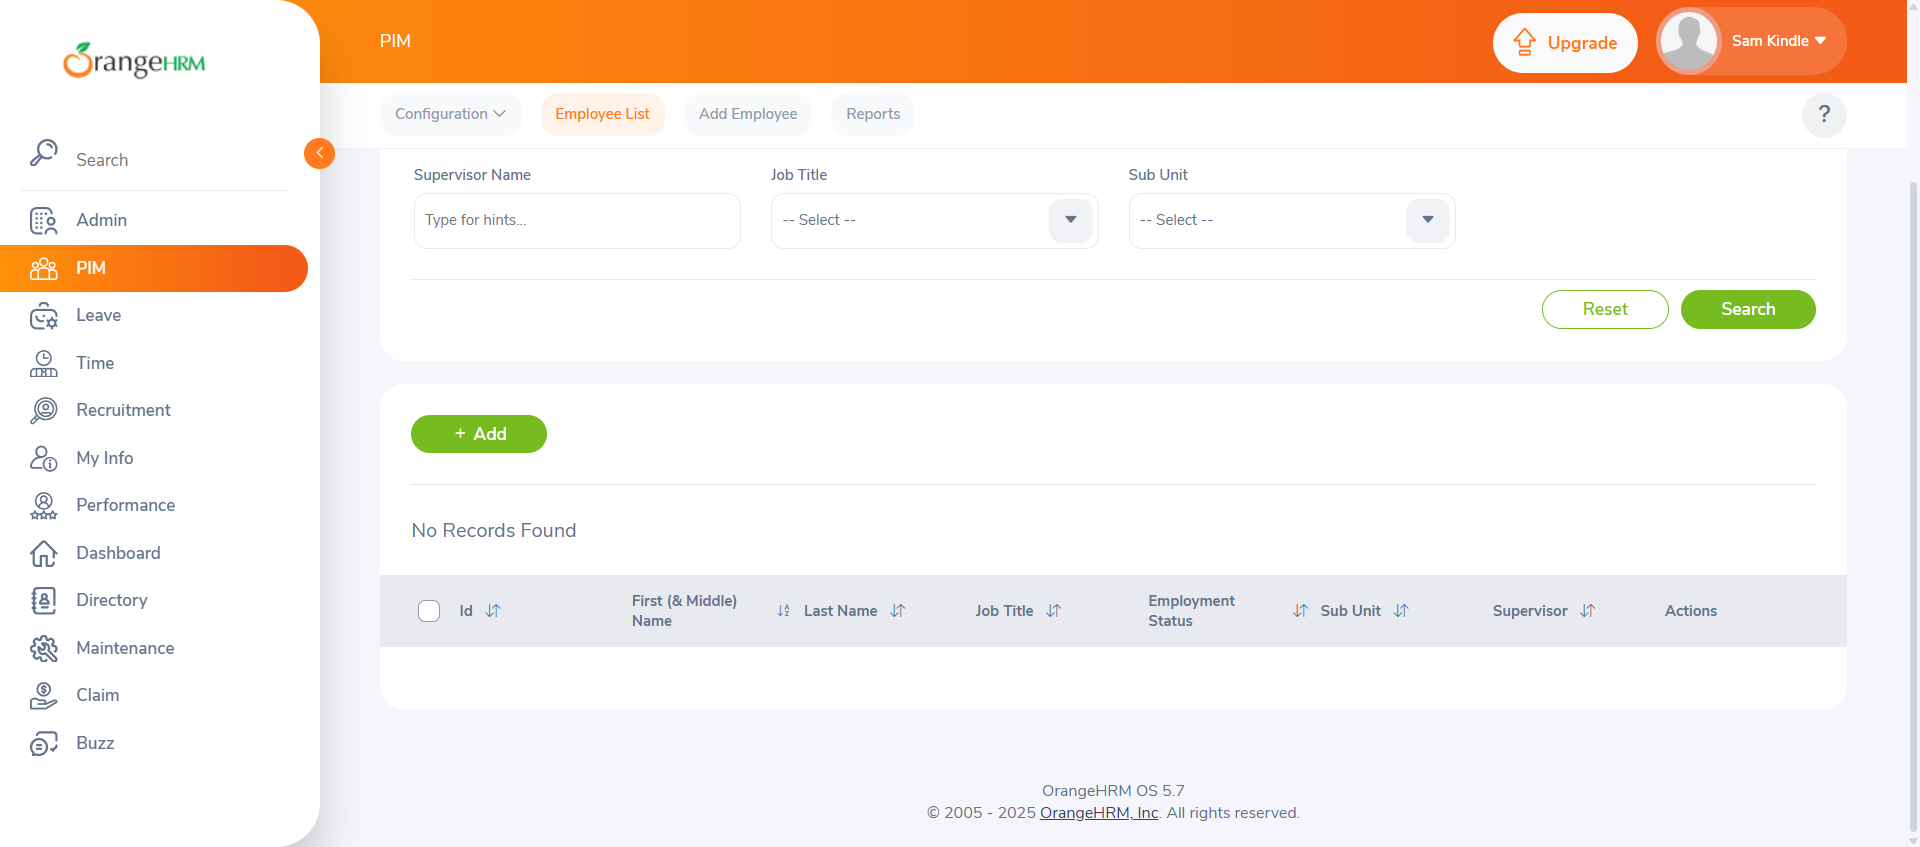 OrangeHRM
Search
Admin
PIM
Leave
Time
Recruitment
My Info
Performance
Dashboard
Directory
Maintenance
Claim
Buzz
PIM
Upgrade
Sam Kindle
Configuration
Employee List
Add Employee
Reports
?
Supervisor Name
Job Title
Sub Unit
Type for hints...
-- Select --
-- Select --
Reset
Search
+ Add
No Records Found
Id
First (& Middle)
Name
Last Name
Job Title
Employment
Status
Sub Unit
Supervisor
Actions
OrangeHRM OS 5.7
© 2005 - 2025 OrangeHRM, Inc. All rights reserved.